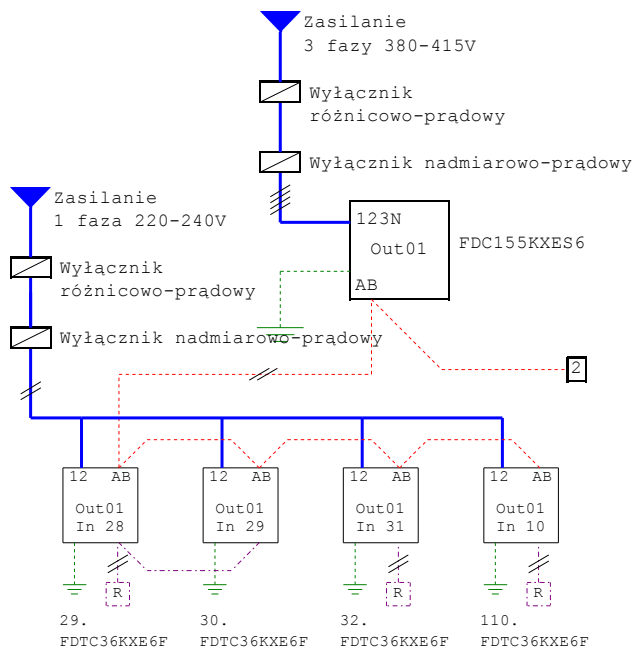 Zasilanie
3 fazy 380-415V
Wyłącznik
różnicowo-prądowy
Wyłącznik nadmiarowo-prądowy
Zasilanie
1 faza 220-240V
123N
Out01
AB
FDC155KXES6
Wyłącznik
różnicowo-prądowy
Wyłącznik nadmiarowo-prądowy
2
12 AB
Out01
In 28
R
29.
FDTC36KXE6F
12 AB
Out01
In 29
30.
FDTC36KXE6F
12 AB
Out01
In 31
R
32.
FDTC36KXE6F
12 AB
Out01
In 10
R
110.
FDTC36KXE6F